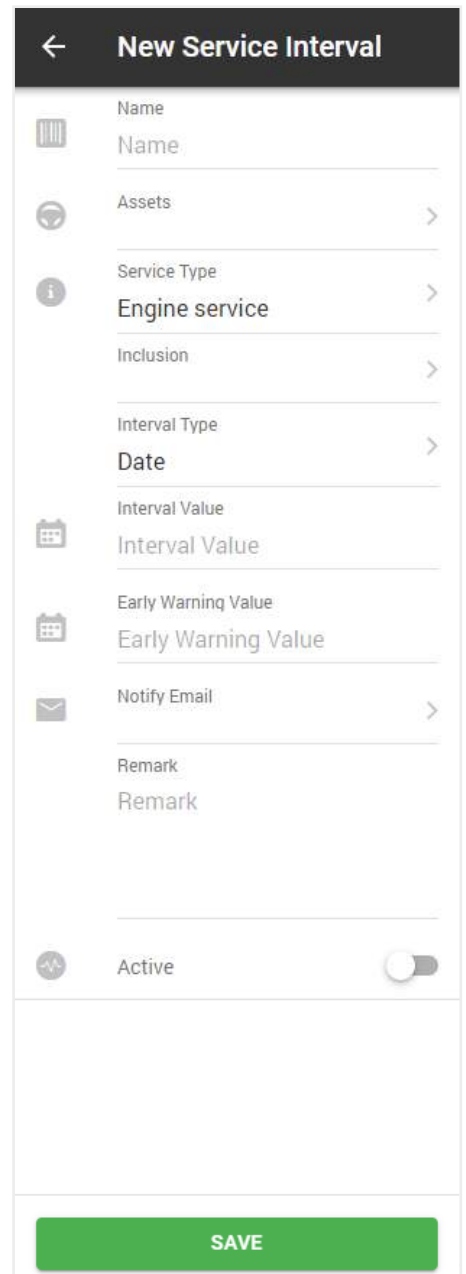 New Service Interval
Name
Name
Assets
Service Type
Engine service
Inclusion
Interval Type
Date
Interval Value
Interval Value
Early Warning Value
Early Warning Value
Notify Email
Remark
Remark
Active
SAVE